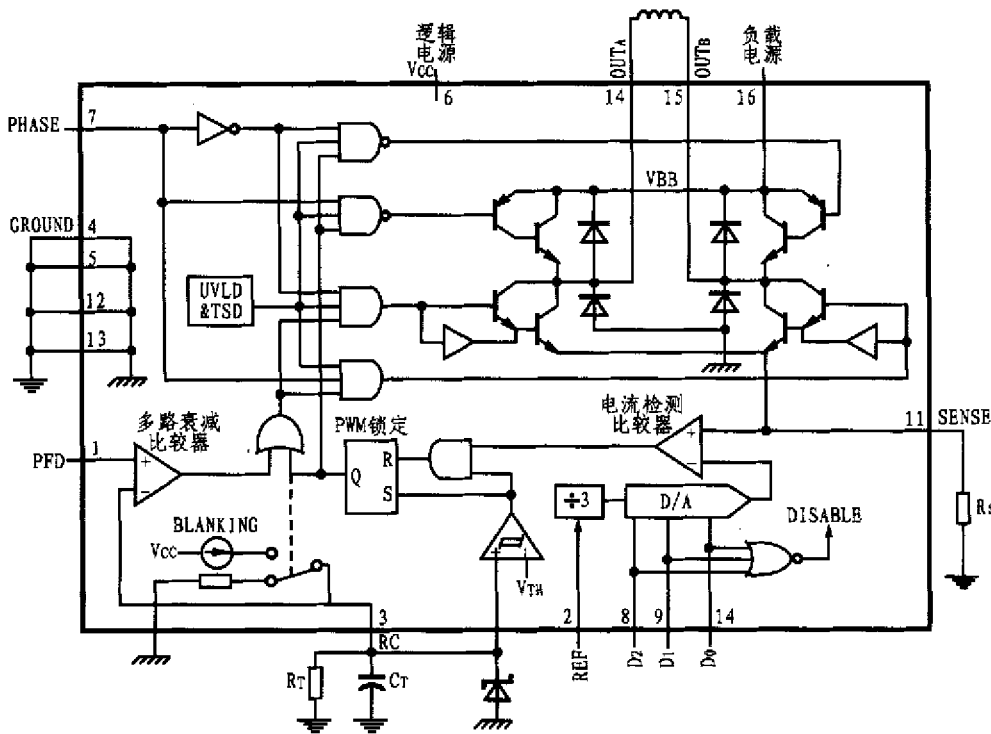 逻辑
电源
VCC
6
OUTA
14
OUTB
15
负载
电源
16
PHASE
7
VBB
GROUND
4
5
12
13
UVLD
&TSD
多路衰减
比较器
PFD
1
PWM锁定
R
Q
S
电流检测
比较器
11
SENSE
+
-
+
-
÷3
D/A
DISABLE
BLANKING
VCC
+
VTH
3
RC
2
REF
8
D2
9
D1
14
D0
RT
CT
RS